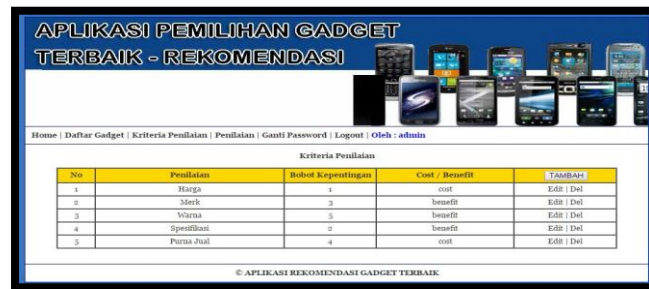 APLIKASI PEMILIHAN GADGET
TERBAIK - REKOMENDASI
Home | Daftar Gadget | Kriteria Penilaian | Penilaian | Ganti Password | Logout | Oleh : admin
Kriteria Penilaian
No Penilaian Bobot Kepentingan Cost / Benefit TAMBAH
1 Harga 1 cost Edit | Del
2 Merk 3 benefit Edit | Del
3 Warna 5 benefit Edit | Del
4 Spesifikasi 2 benefit Edit | Del
5 Purna Jual 4 cost Edit | Del
© APLIKASI REKOMENDASI GADGET TERBAIK